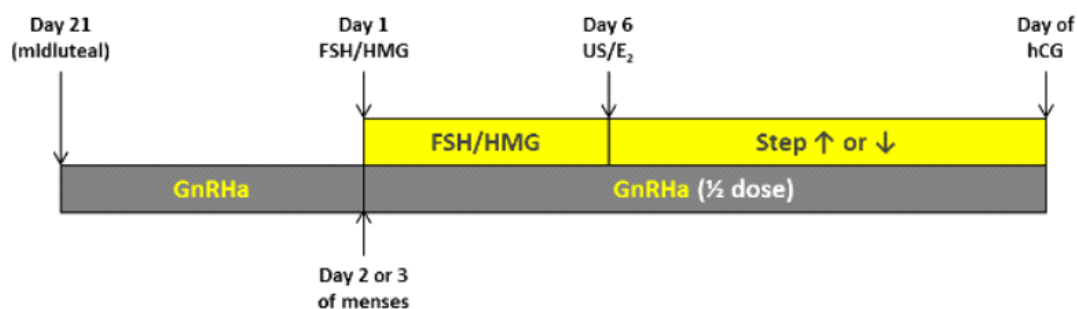 Day 21
(midluteal)
Day 1
FSH/HMG
Day 6
US/E₂
Day of
hCG
FSH/HMG
Step ↑ or ↓
GnRHa
GnRHa (½ dose)
Day 2 or 3
of menses